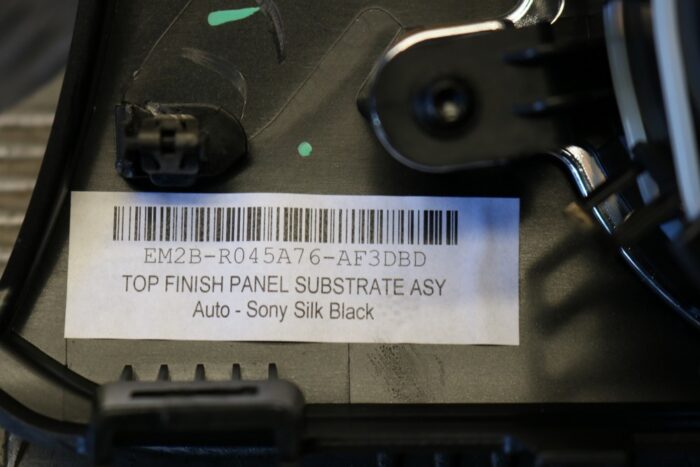 EM2B-R045A76-AF3DBD
TOP FINISH PANEL SUBSTRATE ASY
Auto - Sony Silk Black